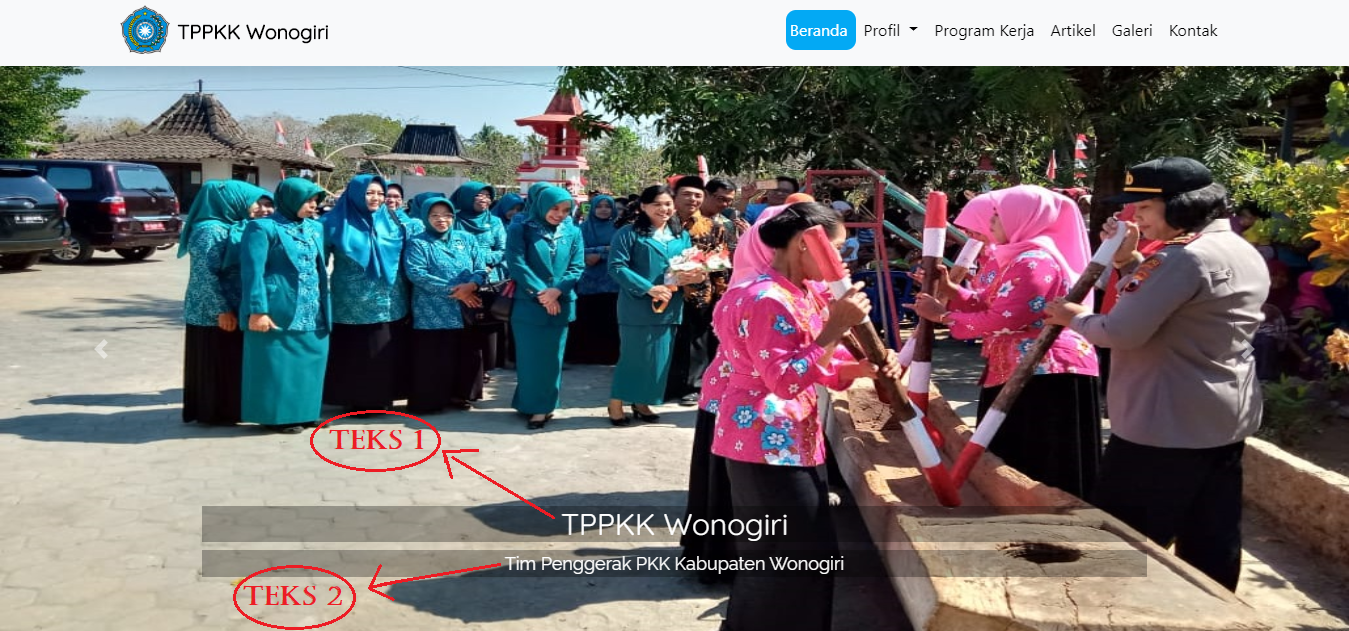 TPPKK Wonogiri
Beranda Profil Program Kerja Artikel Galeri Kontak
TEKS 1
TPPKK Wonogiri
Tim Penggerak PKK Kabupaten Wonogiri
TEKS 2